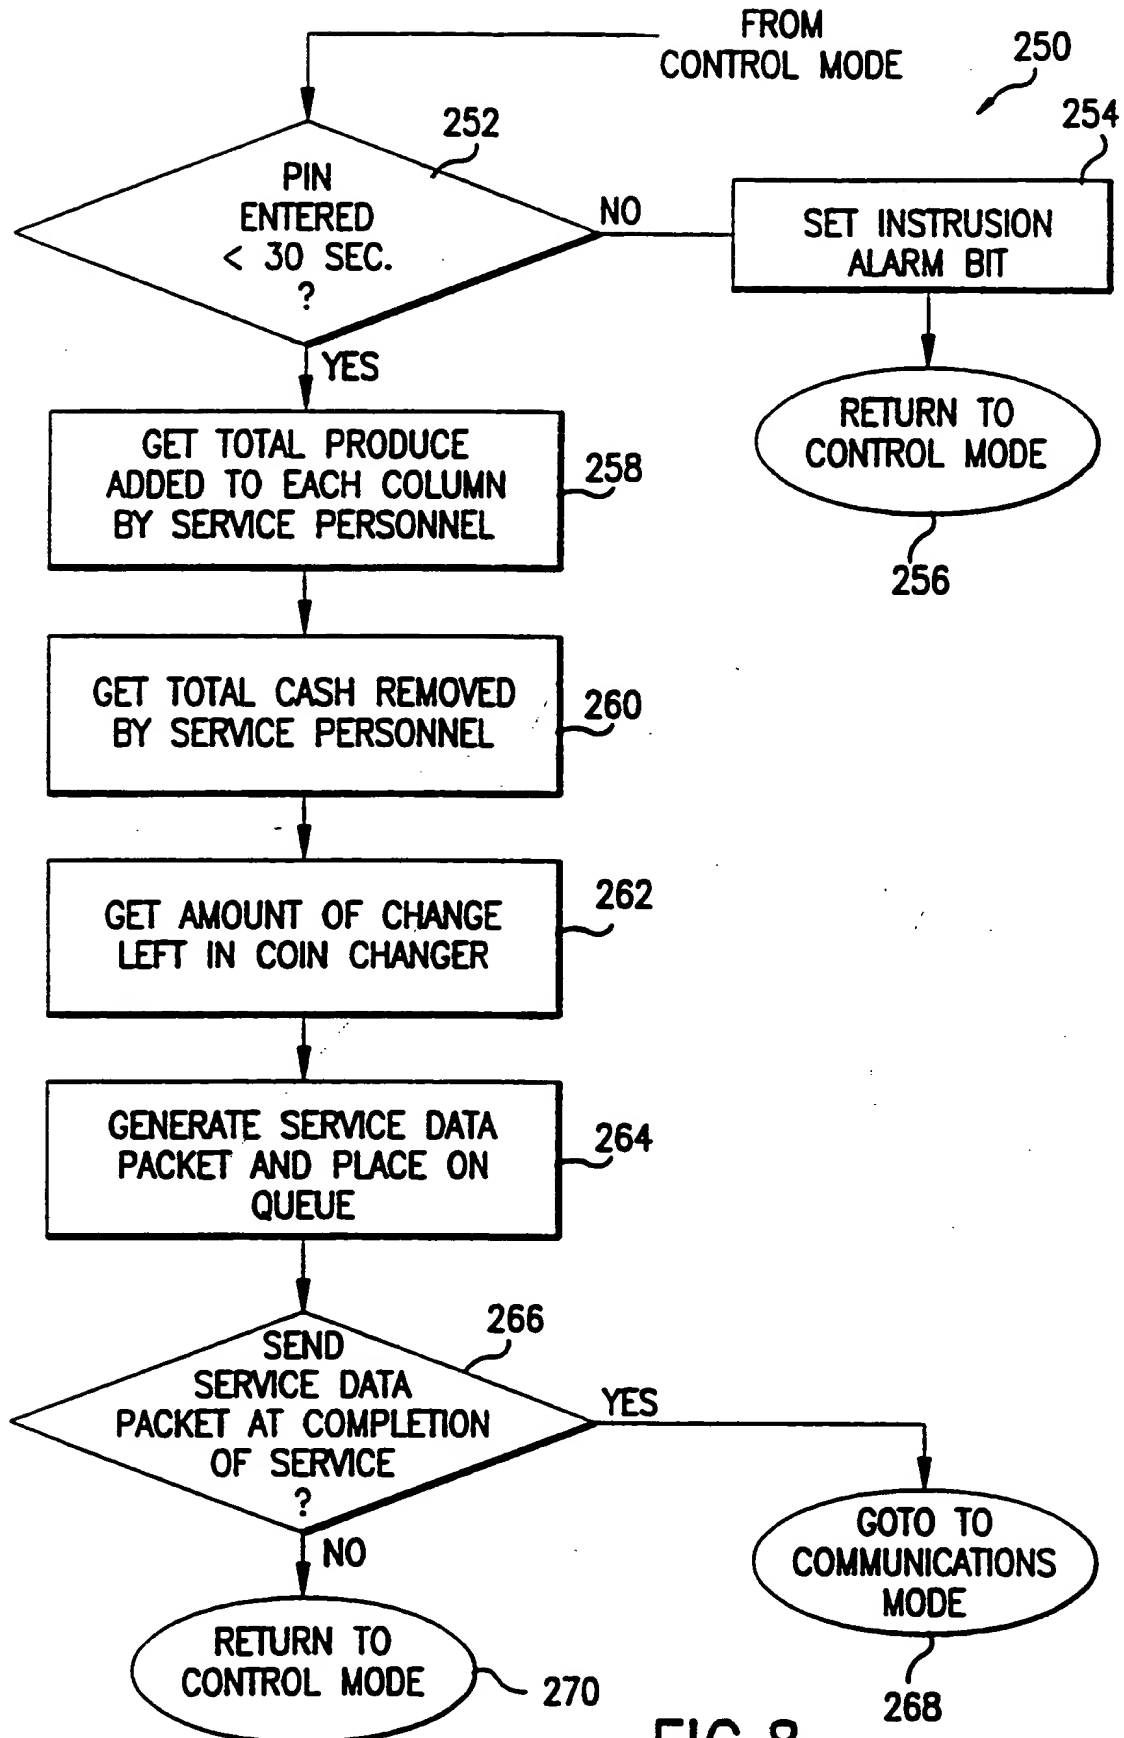 FROM
CONTROL MODE
250
252
254
PIN
ENTERED
< 30 SEC.
?
NO
SET INSTRUSION
ALARM BIT
YES
RETURN TO
CONTROL MODE
256
GET TOTAL PRODUCE
ADDED TO EACH COLUMN
BY SERVICE PERSONNEL
258
GET TOTAL CASH REMOVED
BY SERVICE PERSONNEL
260
GET AMOUNT OF CHANGE
LEFT IN COIN CHANGER
262
GENERATE SERVICE DATA
PACKET AND PLACE ON
QUEUE
264
SEND
SERVICE DATA
PACKET AT COMPLETION
OF SERVICE
?
266
YES
GOTO TO
COMMUNICATIONS
MODE
268
NO
RETURN TO
CONTROL MODE
270
FIG.8